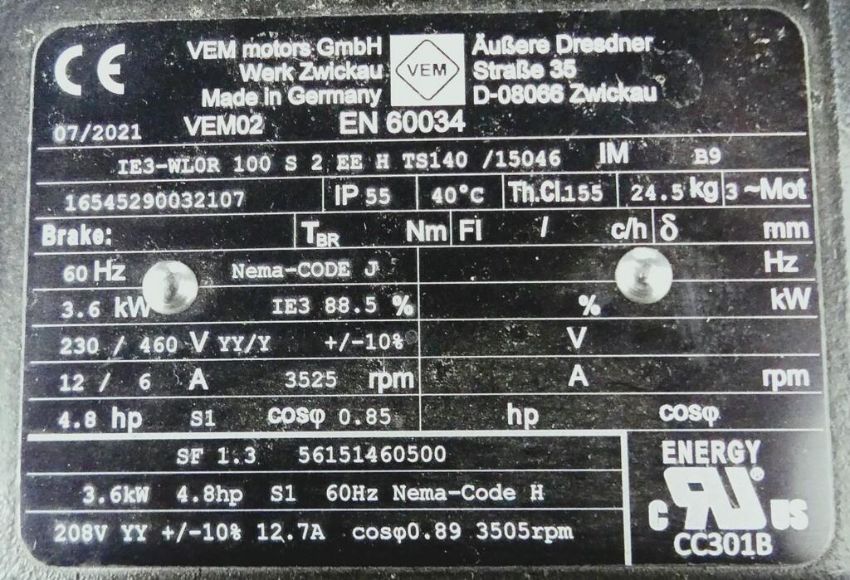 CE VEM motors GmbH VEM Äußere Dresdner
Werk Zwickau Straße 35
Made in Germany D-08066 Zwickau
07/2021 VEM02 EN 60034
IE3-WLOR 100 S 2 EE H TS140 /15046 IM B9
16545290032107 IP 55 40°C Th.Cl.155 24.5 kg 3 ~Mot
Brake: TBR Nm FI / c/h δ mm
60 Hz Nema-CODE J Hz
3.6 kW IE3 88.5 % % kW
230 / 460 V YY/Y +/-10% V
12 / 6 A 3525 rpm A rpm
4.8 hp S1 cosφ 0.85 hp cosφ
SF 1.3 56151460500 ENERGY
3.6kW 4.8hp S1 60Hz Nema-Code H C RU ® US
208V YY +/-10% 12.7A cosφ0.89 3505rpm CC301B